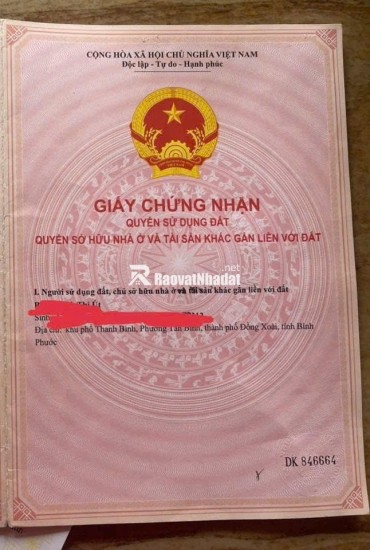 CỘNG HÒA XÃ HỘI CHỦ NGHĨA VIỆT NAM
Độc lập - Tự do - Hạnh phúc
GIẤY CHỨNG NHẬN
QUYỀN SỬ DỤNG ĐẤT
QUYỀN SỞ HỮU NHÀ Ở VÀ TÀI SẢN KHÁC GẮN LIỀN VỚI ĐẤT
RaovatNhadat.net
I. Người sử dụng đất, chủ sở hữu nhà ở và tài sản khác gắn liền với đất
Sinh
Địa chỉ: khu phố Thanh Bình, Phường Tân Bình, thành phố Đồng Xoài, tỉnh Bình
Phước
DK 846664